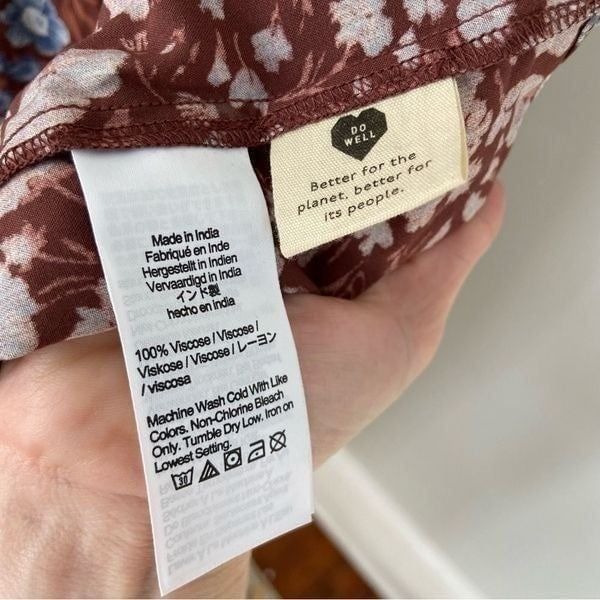 DO
WELL
Better for the
planet, better for
its people.
Made in India
Fabriqué en Inde
Hergestellt in Indien
Vervaardigd in India
インド製
hecho en india
100% Viscose / Viscose /
Viskose / Viscose / レーヨン
/ viscosa
Machine Wash Cold With Like
Colors. Non-Chlorine Bleach
Only. Tumble Dry Low. Iron on
Lowest Setting.
30